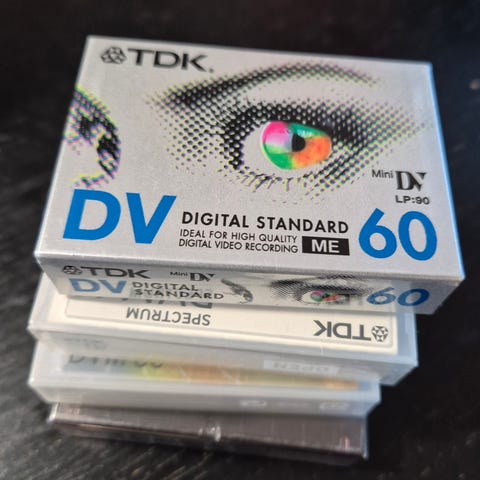 TDK
Mini DV
LP:90
DV DIGITAL STANDARD 60
IDEAL FOR HIGH QUALITY
DIGITAL VIDEO RECORDING ME
TDK Mini DV
DV DIGITAL STANDARD 60
SPECTRUM
TDK
OPEN